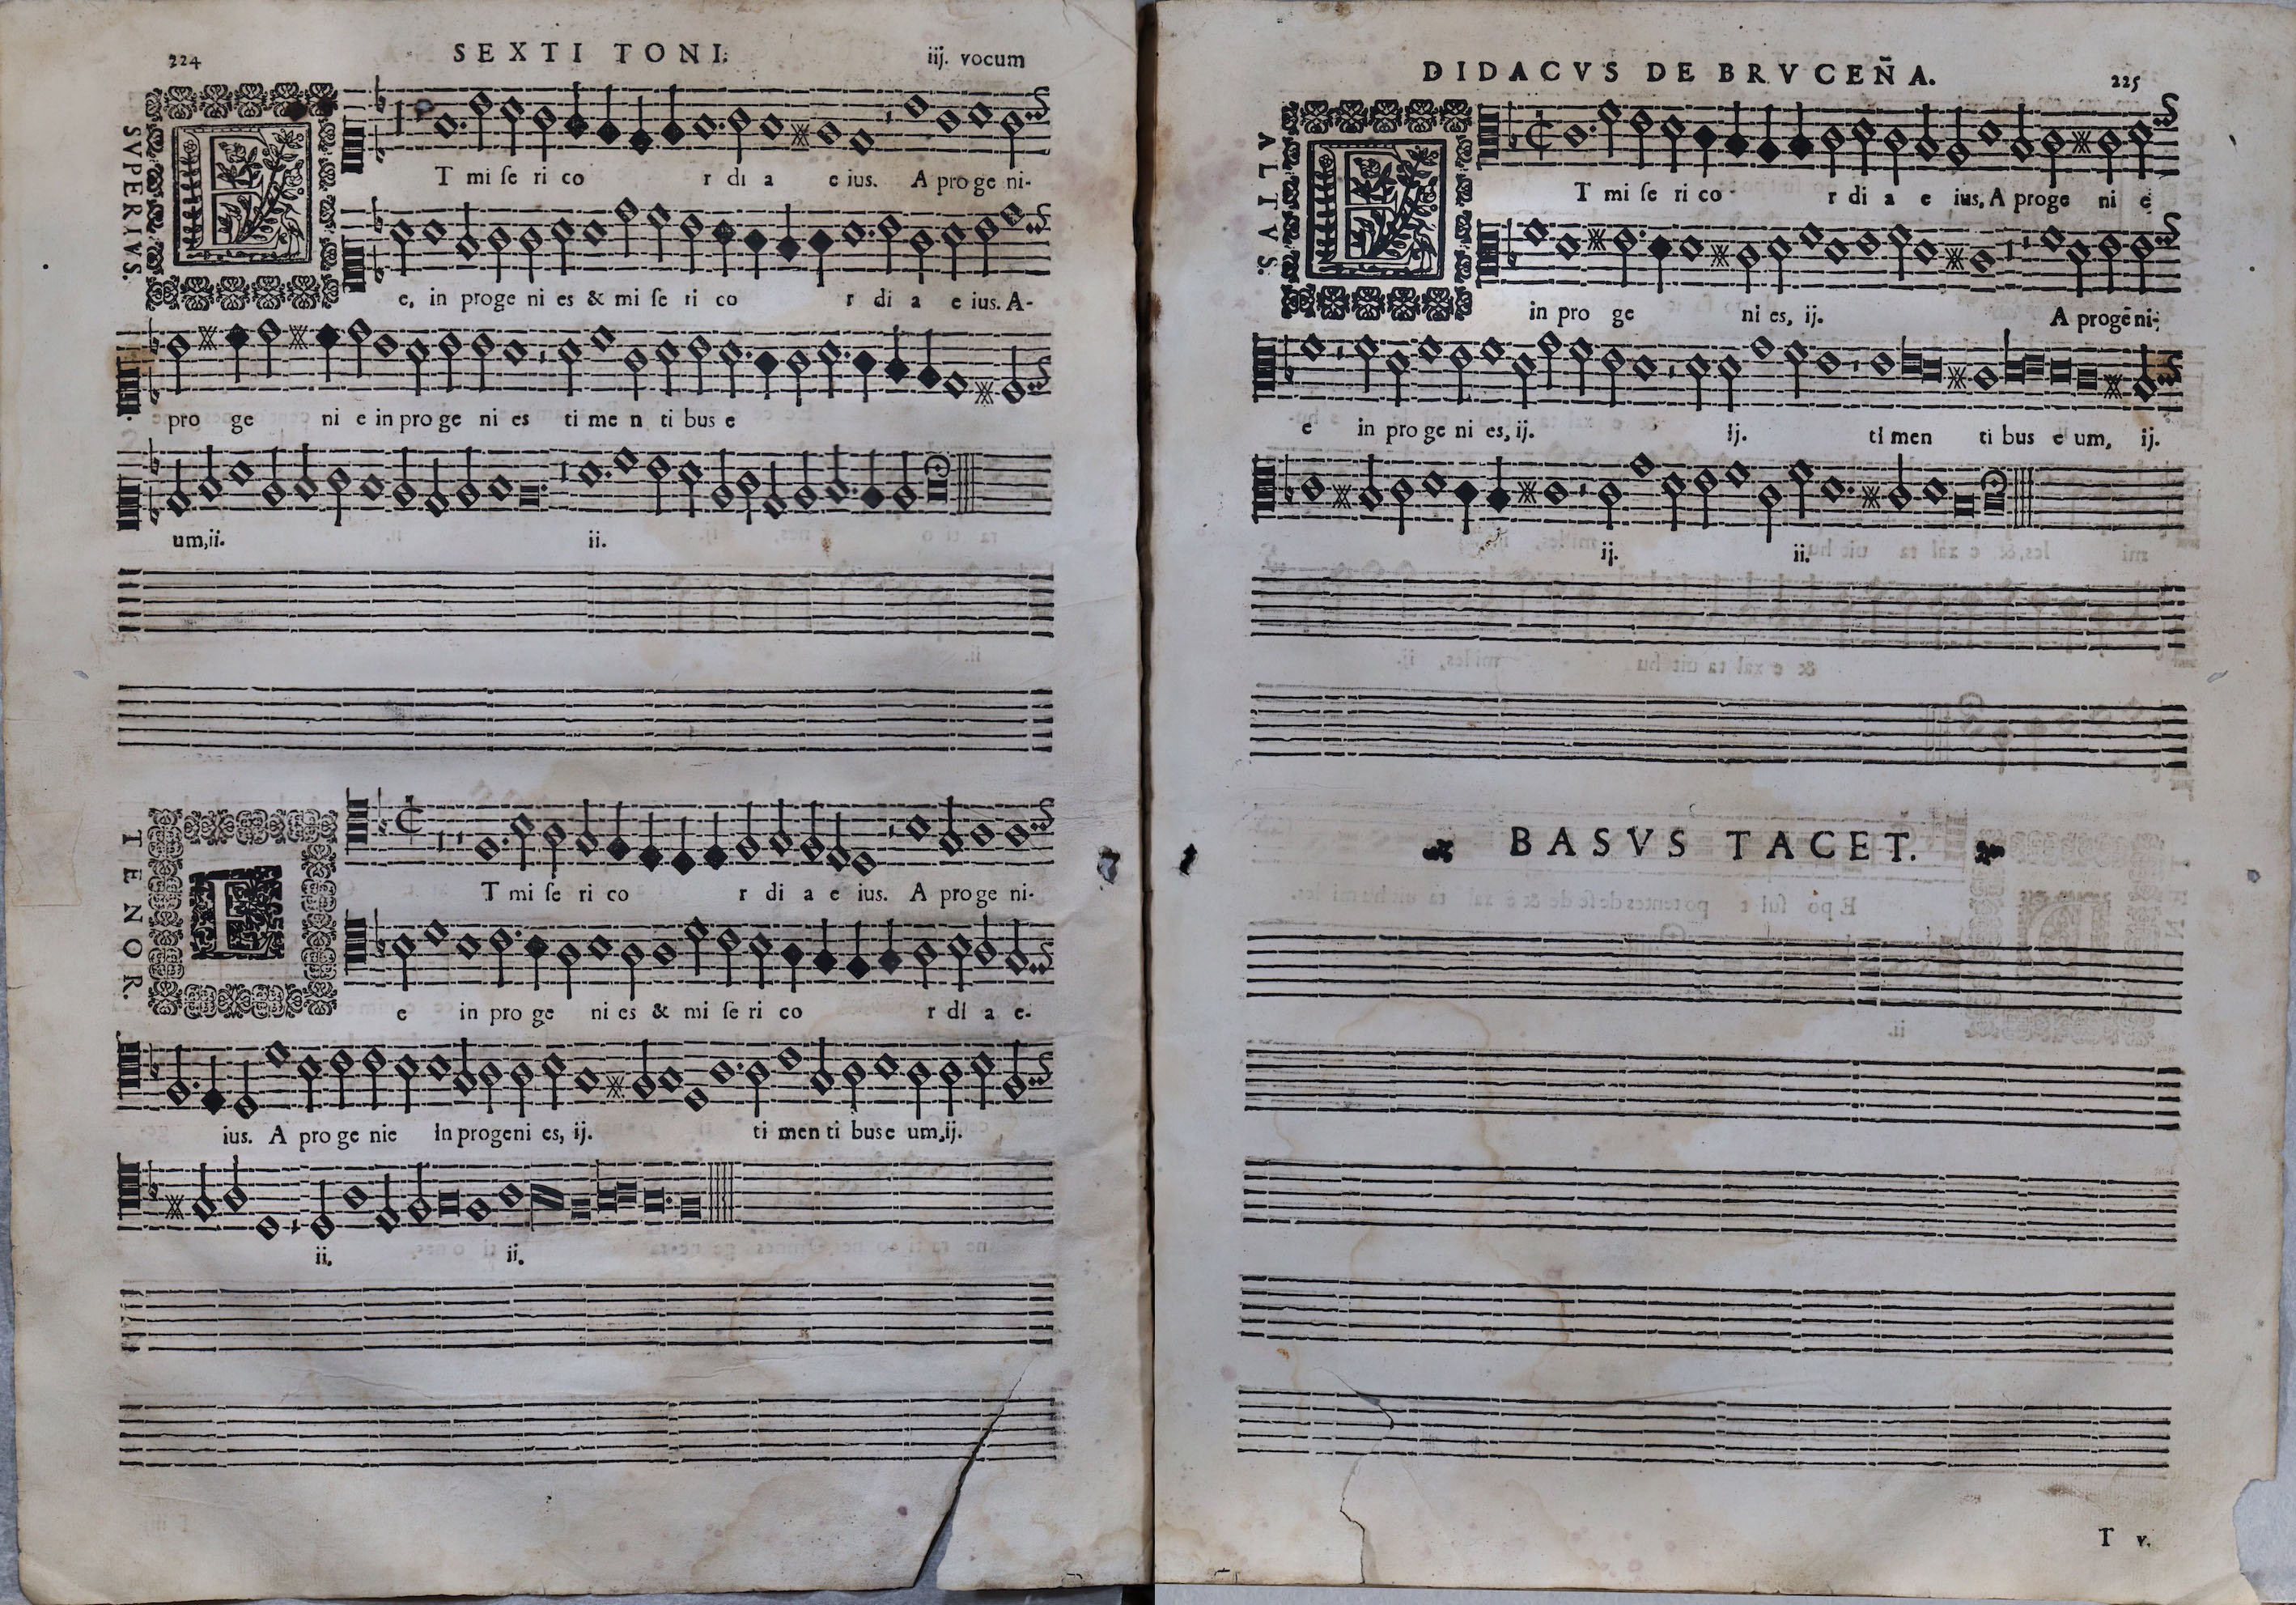 224 SEXTI TONI. iij. vocum
SVPERIVS.
ET mi ſe ri co r di a e ius. A pro ge ni-
e, in proge ni es & mi ſe ri co r di a e ius. A-
pro ge ni e in pro ge ni es ti me n ti bus e
um,ii. ii.
TENOR.
ET mi ſe ri co r di a e ius. A pro ge ni-
e in pro ge ni es & mi ſe ri co r di a e-
ius. A pro ge nie in progeni es, ij. ti men ti bus e um,ij.
ii. ii.
DIDACVS DE BRVCEÑA. 225
ALTVS.
ET mi ſe ri co r di a e ius, A proge ni e
in pro ge ni es, ij. A progēni-
e in pro ge ni es, ij. ij. ti men ti bus e um, ij.
ij. ii.
BASVS TACET.
T v.